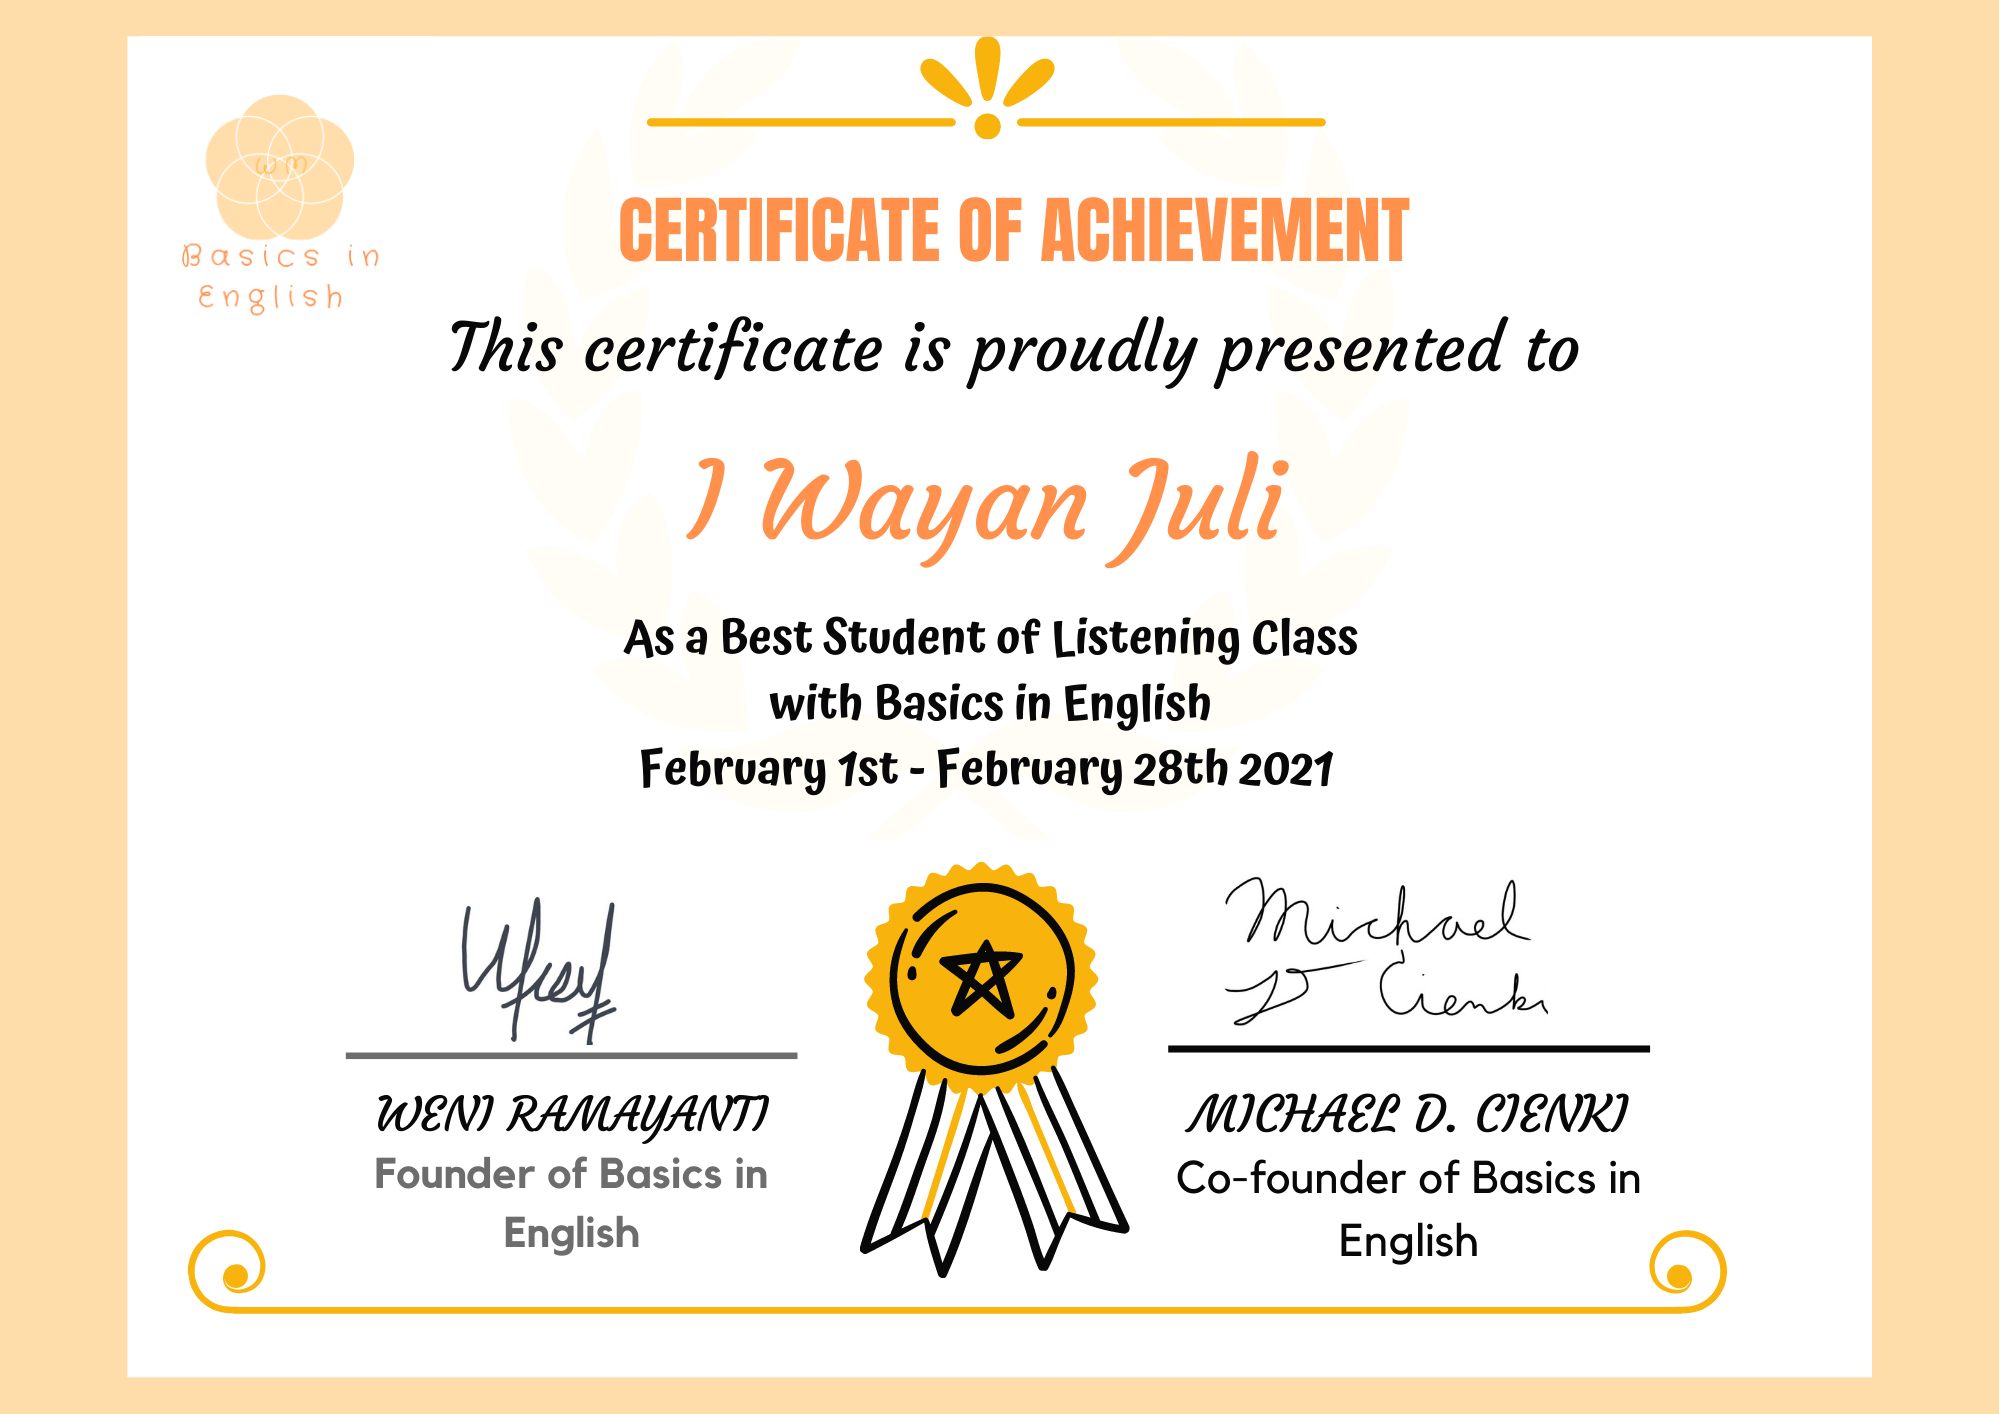 WM
Basics in
English
CERTIFICATE OF ACHIEVEMENT
This certificate is proudly presented to
I Wayan Juli
As a Best Student of Listening Class
with Basics in English
February 1st - February 28th 2021
Michael
D Cienki
WENI RAMAYANTI
Founder of Basics in
English
MICHAEL D. CIENKI
Co-founder of Basics in
English